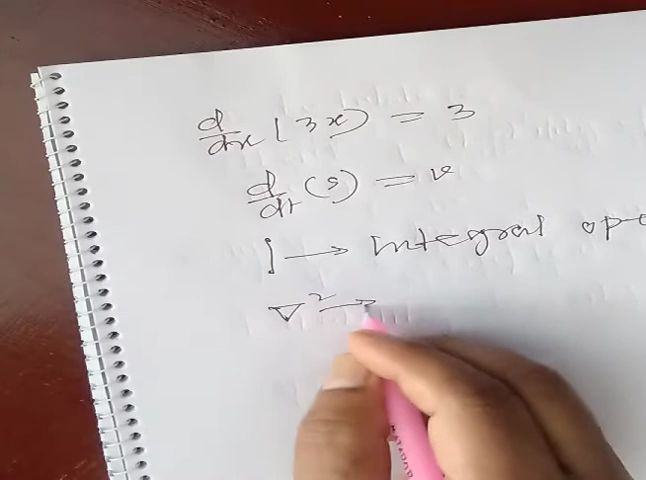 d/dx (3x) = 3
d/dt (s) = v
∫ → integral ope
∇² →